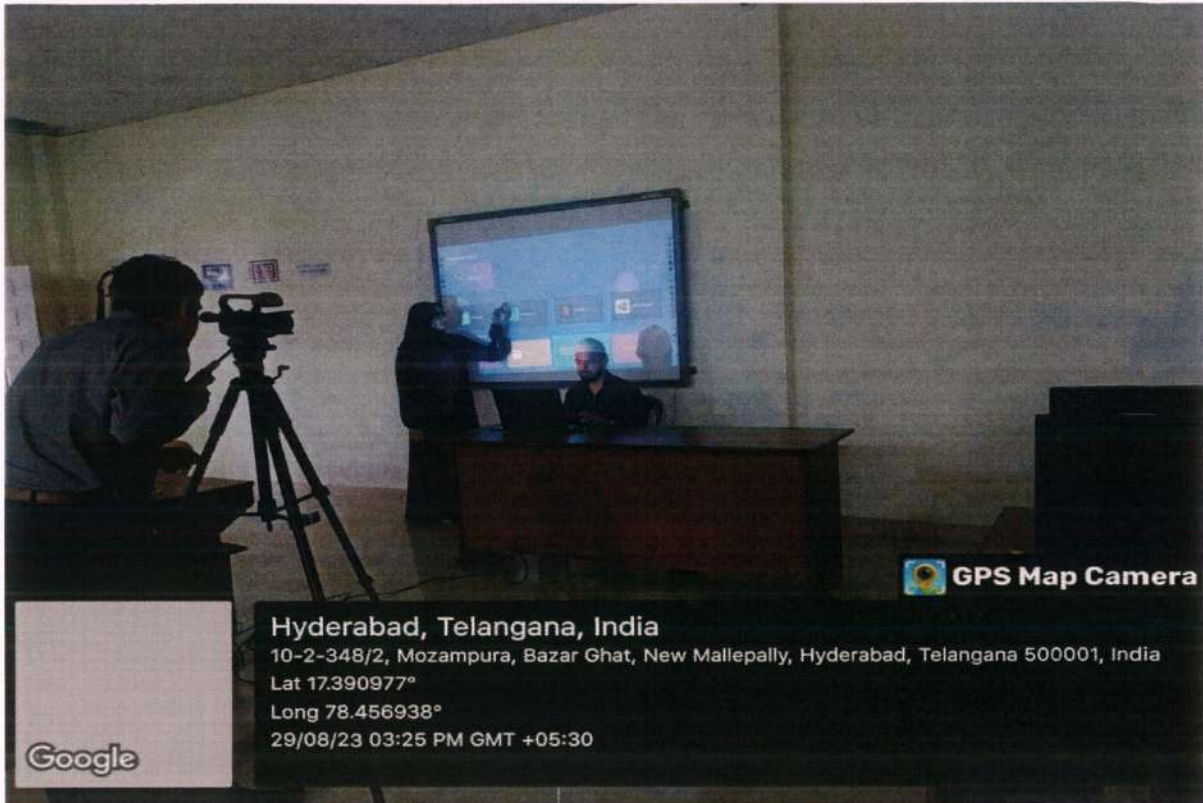 GPS Map Camera
Hyderabad, Telangana, India
10-2-348/2, Mozampura, Bazar Ghat, New Mallepally, Hyderabad, Telangana 500001, India
Lat 17.390977°
Long 78.456938°
29/08/23 03:25 PM GMT +05:30
Google